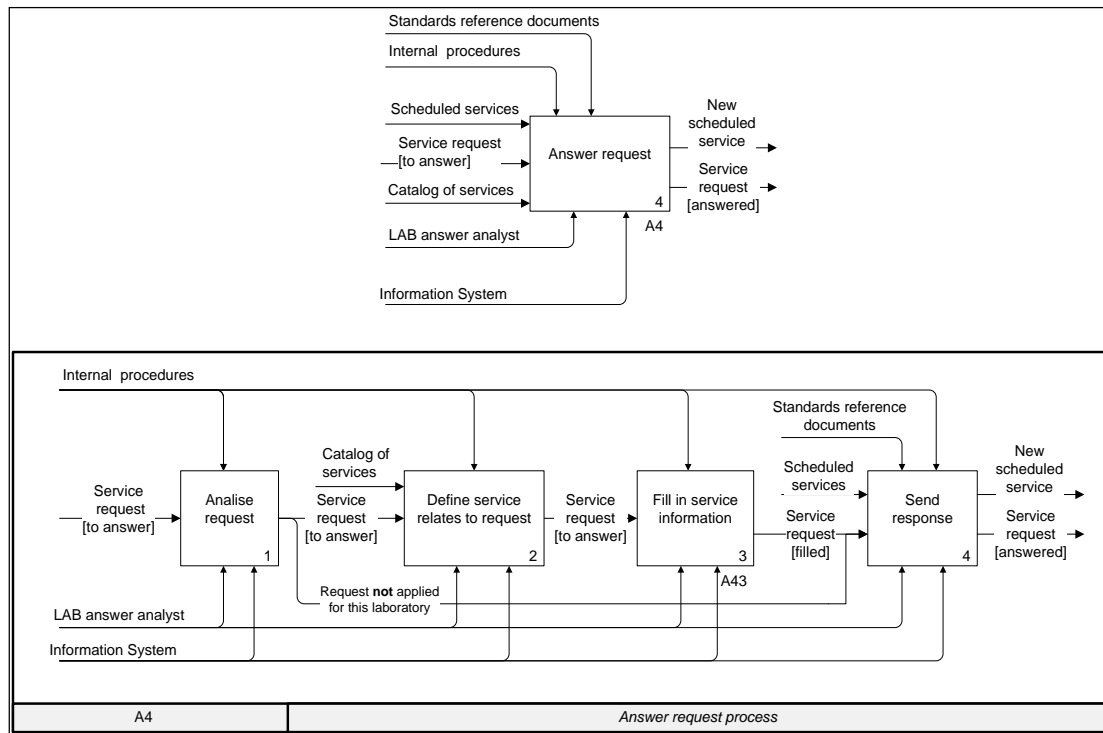 Standards reference documents
Internal procedures
Scheduled services
Service request
[to answer]
Catalog of services
LAB answer analyst
Information System
Answer request
4
A4
New
scheduled
service
Service
request
[answered]
Internal procedures
Service
request
[to answer]
Analise
request
1
Catalog of
services
Service
request
[to answer]
Define service
relates to request
2
Service
request
[to answer]
Fill in service
information
3
A43
Standards reference
documents
Scheduled
services
Service
request
[filled]
Send
response
4
New
scheduled
service
Service
request
[answered]
Request not applied
for this laboratory
LAB answer analyst
Information System
A4
Answer request process